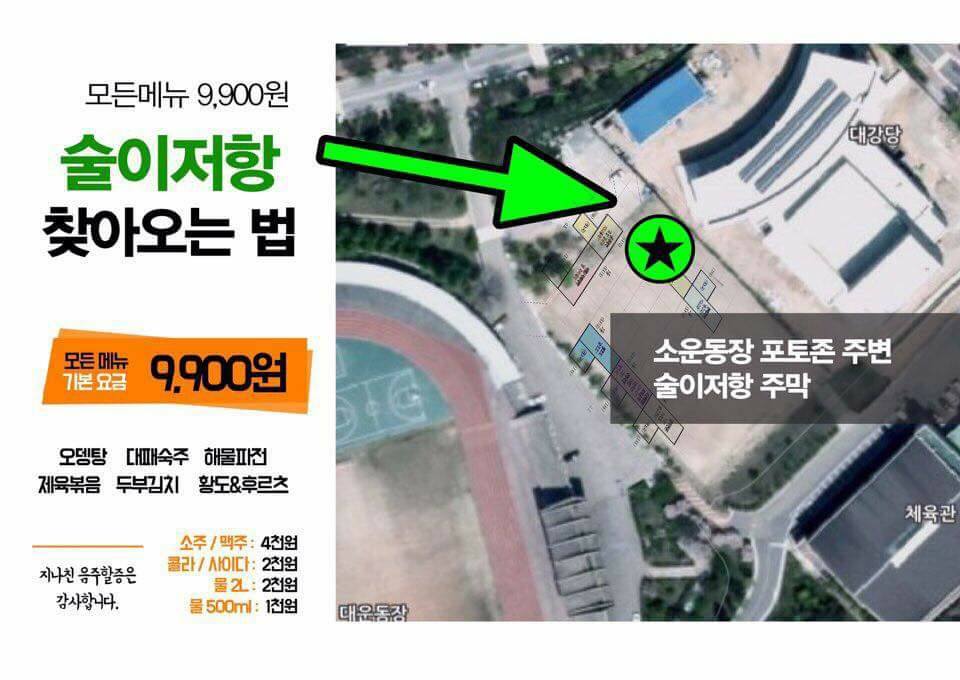 모든메뉴 9,900원
술이저항
찾아오는 법
모든 메뉴
기본 요금
9,900원
오뎅탕 대패숙주 해물파전
제육볶음 두부김치 황도&후르츠
소주 / 맥주 : 4천원
콜라 / 사이다 : 2천원
물 2L : 2천원
물 500ml : 1천원
지나친 음주할증은
감사합니다.
대강당
소운동장 포토존 주변
술이저항 주막
체육관
대운동장